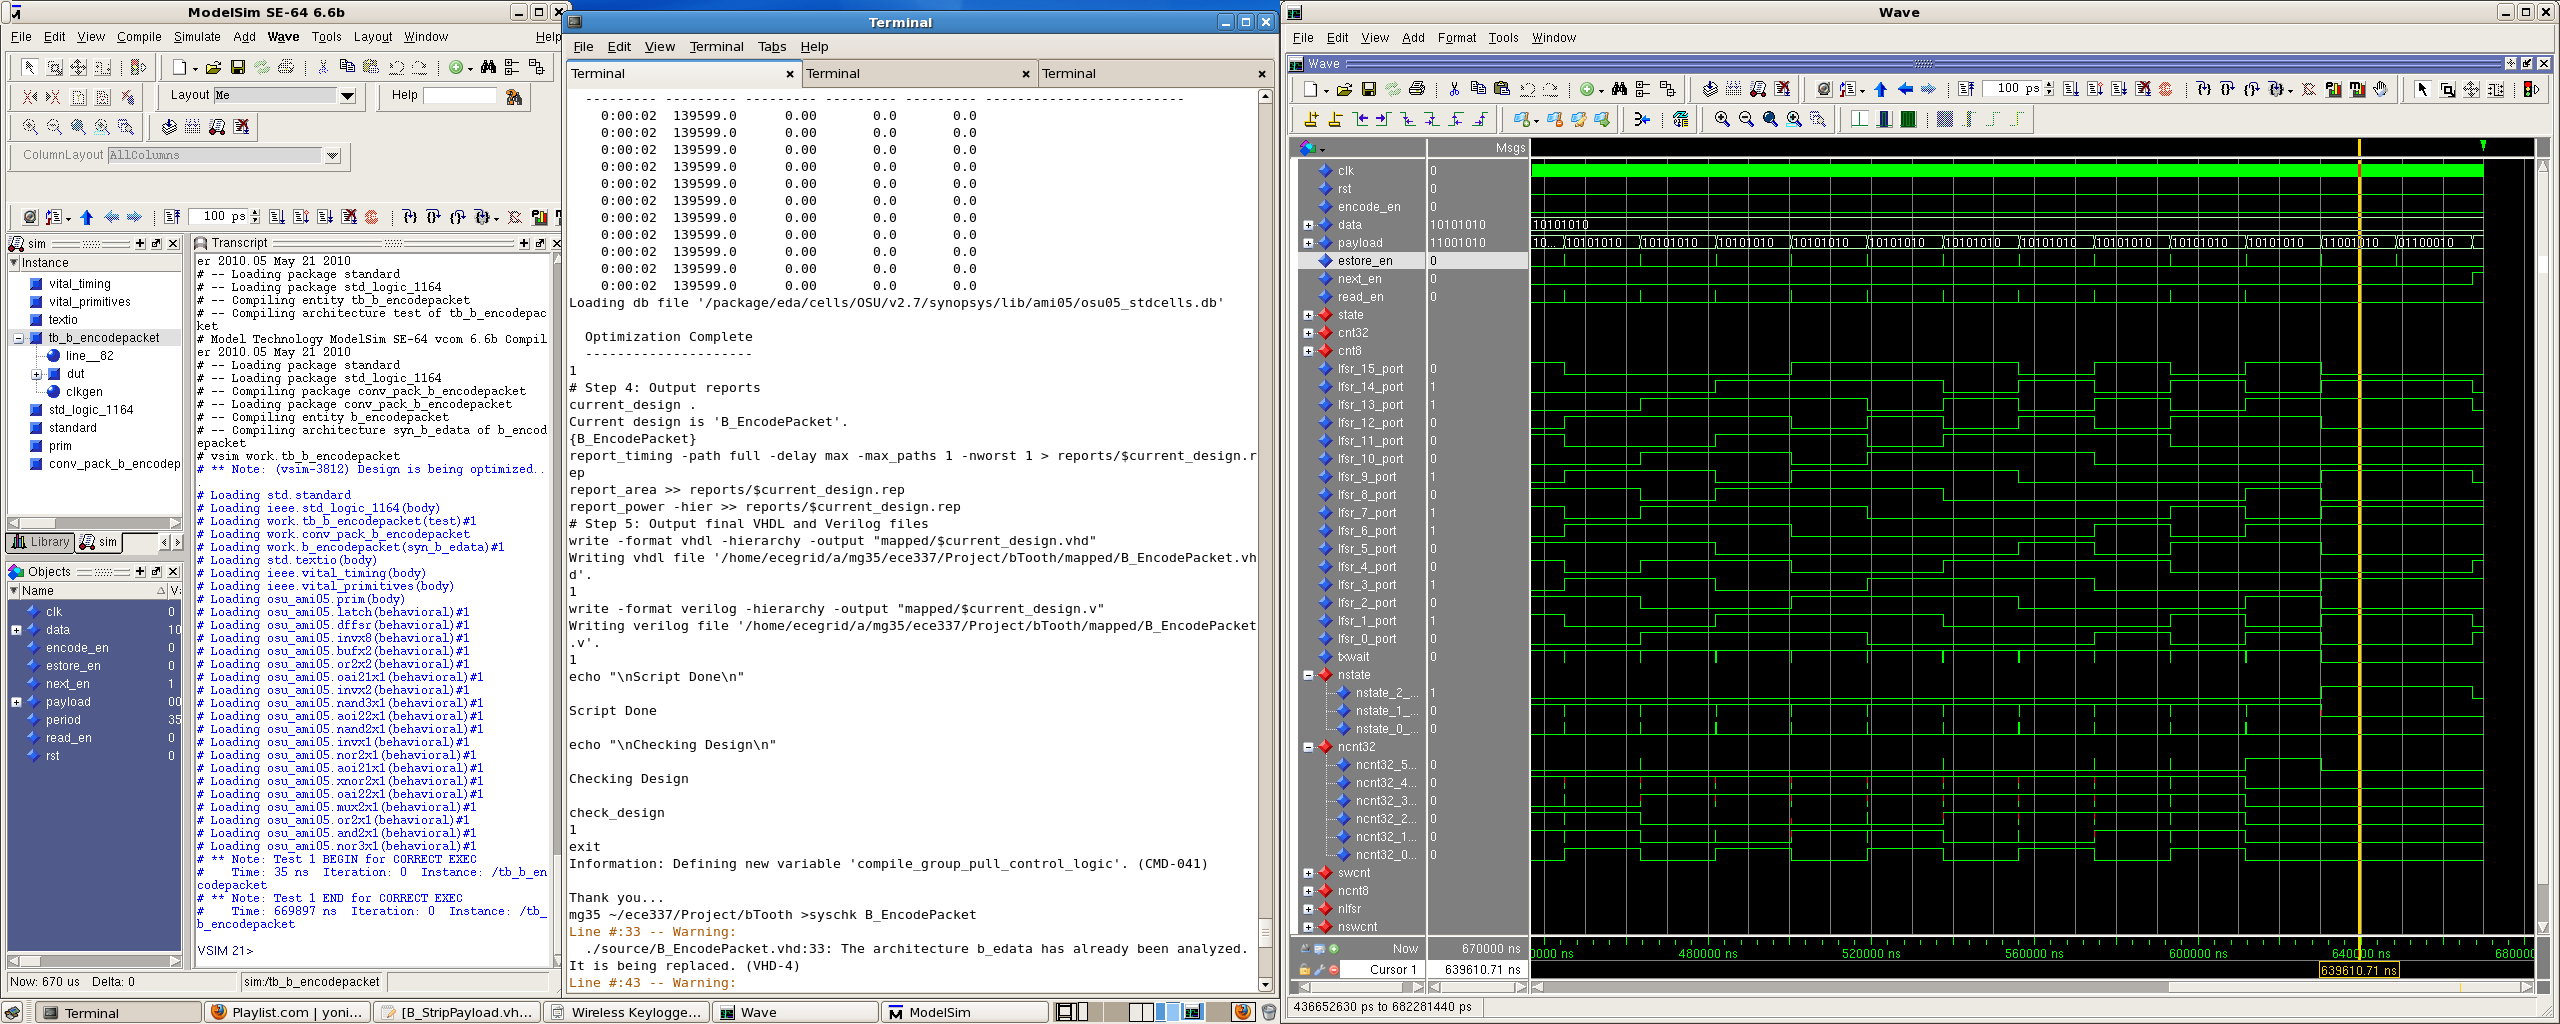 ModelSim SE-64 6.6b
File Edit View Compile Simulate Add Wave Tools Layout Window Help
Layout Me
Help
ColumnLayout AllColumns
100 ps
sim
Instance
vital_timing
vital_primitives
textio
tb_b_encodepacket
line__82
dut
clkgen
std_logic_1164
standard
prim
conv_pack_b_encodep
Library sim
Objects
Name
clk 0
data 10
encode_en 0
estore_en 0
next_en 1
payload 00
period 35
read_en 0
rst 0
Transcript
er 2010.05 May 21 2010
# -- Loading package standard
# -- Loading package std_logic_1164
# -- Compiling entity tb_b_encodepacket
# -- Compiling architecture test of tb_b_encodepac
ket
# Model Technology ModelSim SE-64 vcom 6.6b Compil
er 2010.05 May 21 2010
# -- Loading package standard
# -- Loading package std_logic_1164
# -- Compiling package conv_pack_b_encodepacket
# -- Loading package conv_pack_b_encodepacket
# -- Compiling entity b_encodepacket
# -- Compiling architecture syn_b_edata of b_encod
epacket
# vsim work.tb_b_encodepacket
# ** Note: (vsim-3812) Design is being optimized..
.
# Loading std.standard
# Loading ieee.std_logic_1164(body)
# Loading work.tb_b_encodepacket(test)#1
# Loading work.conv_pack_b_encodepacket
# Loading work.b_encodepacket(syn_b_edata)#1
# Loading std.textio(body)
# Loading ieee.vital_timing(body)
# Loading ieee.vital_primitives(body)
# Loading osu_ami05.prim(body)
# Loading osu_ami05.latch(behavioral)#1
# Loading osu_ami05.dffsr(behavioral)#1
# Loading osu_ami05.invx8(behavioral)#1
# Loading osu_ami05.bufx2(behavioral)#1
# Loading osu_ami05.or2x2(behavioral)#1
# Loading osu_ami05.oai21x1(behavioral)#1
# Loading osu_ami05.invx2(behavioral)#1
# Loading osu_ami05.nand3x1(behavioral)#1
# Loading osu_ami05.aoi22x1(behavioral)#1
# Loading osu_ami05.nand2x1(behavioral)#1
# Loading osu_ami05.invx1(behavioral)#1
# Loading osu_ami05.nor2x1(behavioral)#1
# Loading osu_ami05.aoi21x1(behavioral)#1
# Loading osu_ami05.xnor2x1(behavioral)#1
# Loading osu_ami05.oai22x1(behavioral)#1
# Loading osu_ami05.mux2x1(behavioral)#1
# Loading osu_ami05.or2x1(behavioral)#1
# Loading osu_ami05.and2x1(behavioral)#1
# Loading osu_ami05.nor3x1(behavioral)#1
# ** Note: Test 1 BEGIN for CORRECT EXEC
# Time: 35 ns Iteration: 0 Instance: /tb_b_en
codepacket
# ** Note: Test 1 END for CORRECT EXEC
# Time: 669897 ns Iteration: 0 Instance: /tb_
b_encodepacket
VSIM 21>
Now: 670 us Delta: 0 sim:/tb_b_encodepacket
Terminal
File Edit View Terminal Tabs Help
Terminal Terminal Terminal
--------- --------- --------- --------- --------- -------------------------
0:00:02 139599.0 0.00 0.0 0.0
0:00:02 139599.0 0.00 0.0 0.0
0:00:02 139599.0 0.00 0.0 0.0
0:00:02 139599.0 0.00 0.0 0.0
0:00:02 139599.0 0.00 0.0 0.0
0:00:02 139599.0 0.00 0.0 0.0
0:00:02 139599.0 0.00 0.0 0.0
0:00:02 139599.0 0.00 0.0 0.0
0:00:02 139599.0 0.00 0.0 0.0
0:00:02 139599.0 0.00 0.0 0.0
0:00:02 139599.0 0.00 0.0 0.0
Loading db file '/package/eda/cells/OSU/v2.7/synopsys/lib/ami05/osu05_stdcells.db'
Optimization Complete
---------------------
1
# Step 4: Output reports
current_design .
Current design is 'B_EncodePacket'.
{B_EncodePacket}
report_timing -path full -delay max -max_paths 1 -nworst 1 > reports/$current_design.r
ep
report_area >> reports/$current_design.rep
report_power -hier >> reports/$current_design.rep
# Step 5: Output final VHDL and Verilog files
write -format vhdl -hierarchy -output "mapped/$current_design.vhd"
Writing vhdl file '/home/ecegrid/a/mg35/ece337/Project/bTooth/mapped/B_EncodePacket.vh
d'.
1
write -format verilog -hierarchy -output "mapped/$current_design.v"
Writing verilog file '/home/ecegrid/a/mg35/ece337/Project/bTooth/mapped/B_EncodePacket
.v'.
1
echo "\nScript Done\n"
Script Done
echo "\nChecking Design\n"
Checking Design
check_design
1
exit
Information: Defining new variable 'compile_group_pull_control_logic'. (CMD-041)
Thank you...
mg35 ~/ece337/Project/bTooth >syschk B_EncodePacket
Line #:33 -- Warning:
./source/B_EncodePacket.vhd:33: The architecture b_edata has already been analyzed.
It is being replaced. (VHD-4)
Line #:43 -- Warning:
Wave
File Edit View Add Format Tools Window
Wave
100 ps
Msgs
clk 0
rst 0
encode_en 0
data 10101010 10101010
payload 11001010 10... 10101010 10101010 10101010 10101010 10101010 10101010 10101010 10101010 10101010 10101010 11001010 01100010
estore_en 0
next_en 0
read_en 0
state
cnt32
cnt8
lfsr_15_port 0
lfsr_14_port 1
lfsr_13_port 1
lfsr_12_port 0
lfsr_11_port 0
lfsr_10_port 0
lfsr_9_port 1
lfsr_8_port 0
lfsr_7_port 1
lfsr_6_port 1
lfsr_5_port 0
lfsr_4_port 0
lfsr_3_port 1
lfsr_2_port 0
lfsr_1_port 0
lfsr_0_port 0
txwait 0
nstate
nstate_2_... 1
nstate_1_... 0
nstate_0_... 0
ncnt32
ncnt32_5... 0
ncnt32_4... 0
ncnt32_3... 0
ncnt32_2... 0
ncnt32_1... 0
ncnt32_0... 0
swcnt
ncnt8
nlfsr
nswcnt
Now 670000 ns 0000 ns 480000 ns 520000 ns 560000 ns 600000 ns 640000 ns 680000
Cursor 1 639610.71 ns 639610.71 ns
436652630 ps to 682281440 ps
Terminal Playlist.com | yoni... [B_StripPayload.vh... Wireless Keylogge... Wave ModelSim